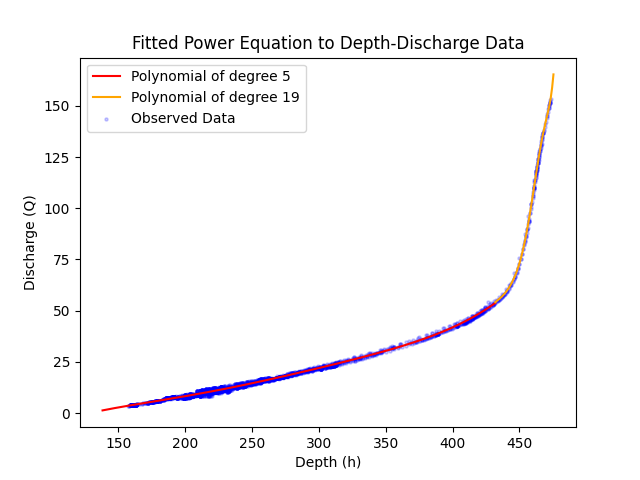 Fitted Power Equation to Depth-Discharge Data
Polynomial of degree 5
Polynomial of degree 19
Observed Data
150
125
100
75
50
25
0
Discharge (Q)
150 200 250 300 350 400 450
Depth (h)